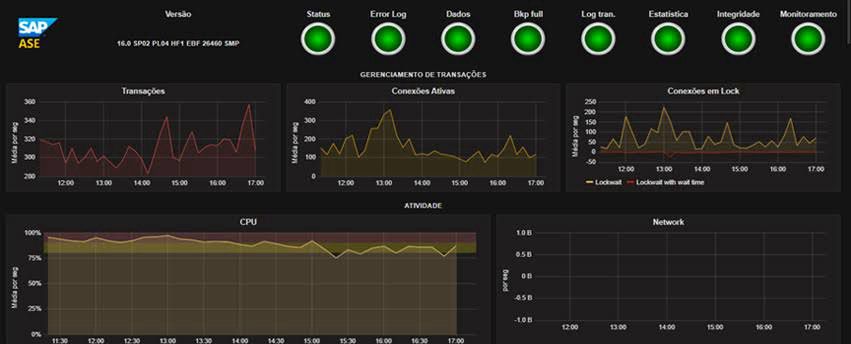 SAP
ASE
Versão
16.0 SP02 PL04 HF1 EBF 26460 SMP
Status
Error Log
Dados
Bkp full
Log tran.
Estatística
Integridade
Monitoramento
GERENCIAMENTO DE TRANSAÇÕES
Transações
Média por seg
360
340
320
300
280
12:00 13:00 14:00 15:00 16:00 17:00
Conexões Ativas
Média por seg
400
300
200
100
0
12:00 13:00 14:00 15:00 16:00 17:00
Conexões em Lock
Média por seg
250
200
150
100
50
0
-50
12:00 13:00 14:00 15:00 16:00 17:00
Lockwait Lockwait with wait time
ATIVIDADE
CPU
Média por seg
100%
75%
50%
25%
0%
11:30 12:00 12:30 13:00 13:30 14:00 14:30 15:00 15:30 16:00 16:30 17:00
Network
por seg
1.0 B
0.5 B
0 B
-0.5 B
-1.0 B
12:00 13:00 14:00 15:00 16:00 17:00